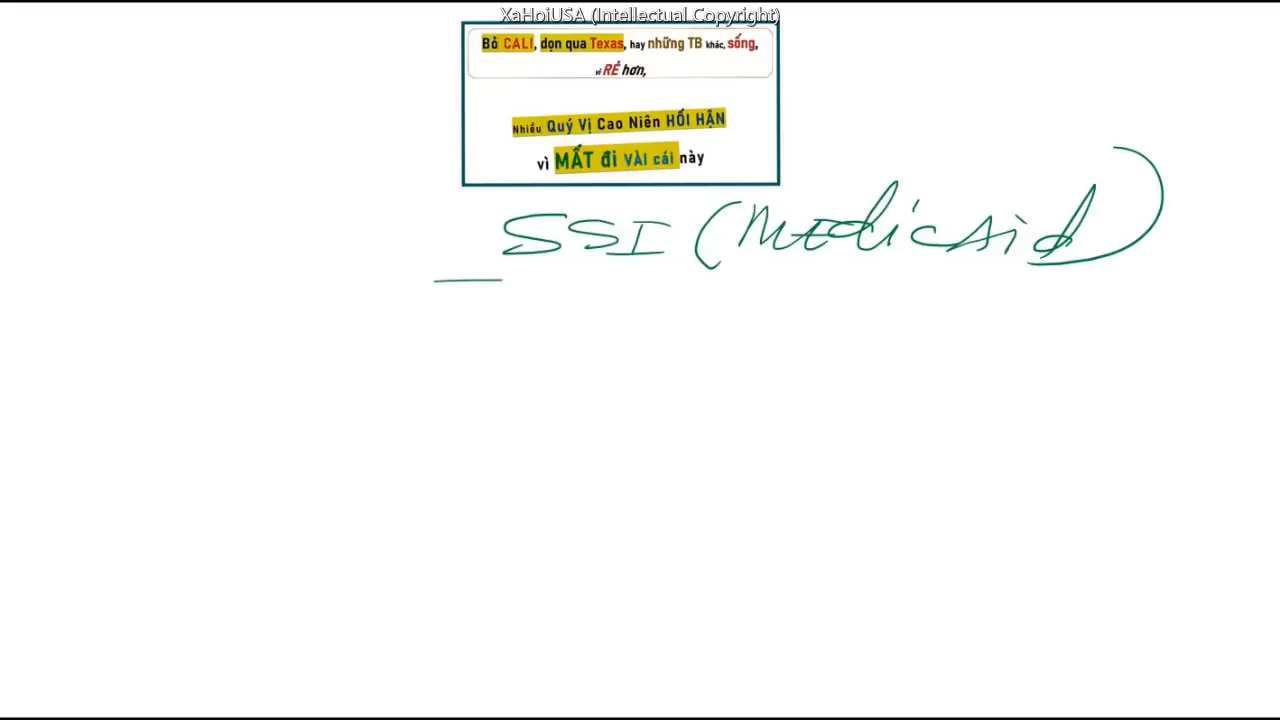 XaHoiUSA (Intellectual Copyright)
Bỏ CALI, dọn qua Texas, hay những TB khác, sống,
vì RẺ hơn,
Nhiều Quý Vị Cao Niên HỐI HẬN
vì MẤT đi VÀI cái này
SSI (MEDicAid)